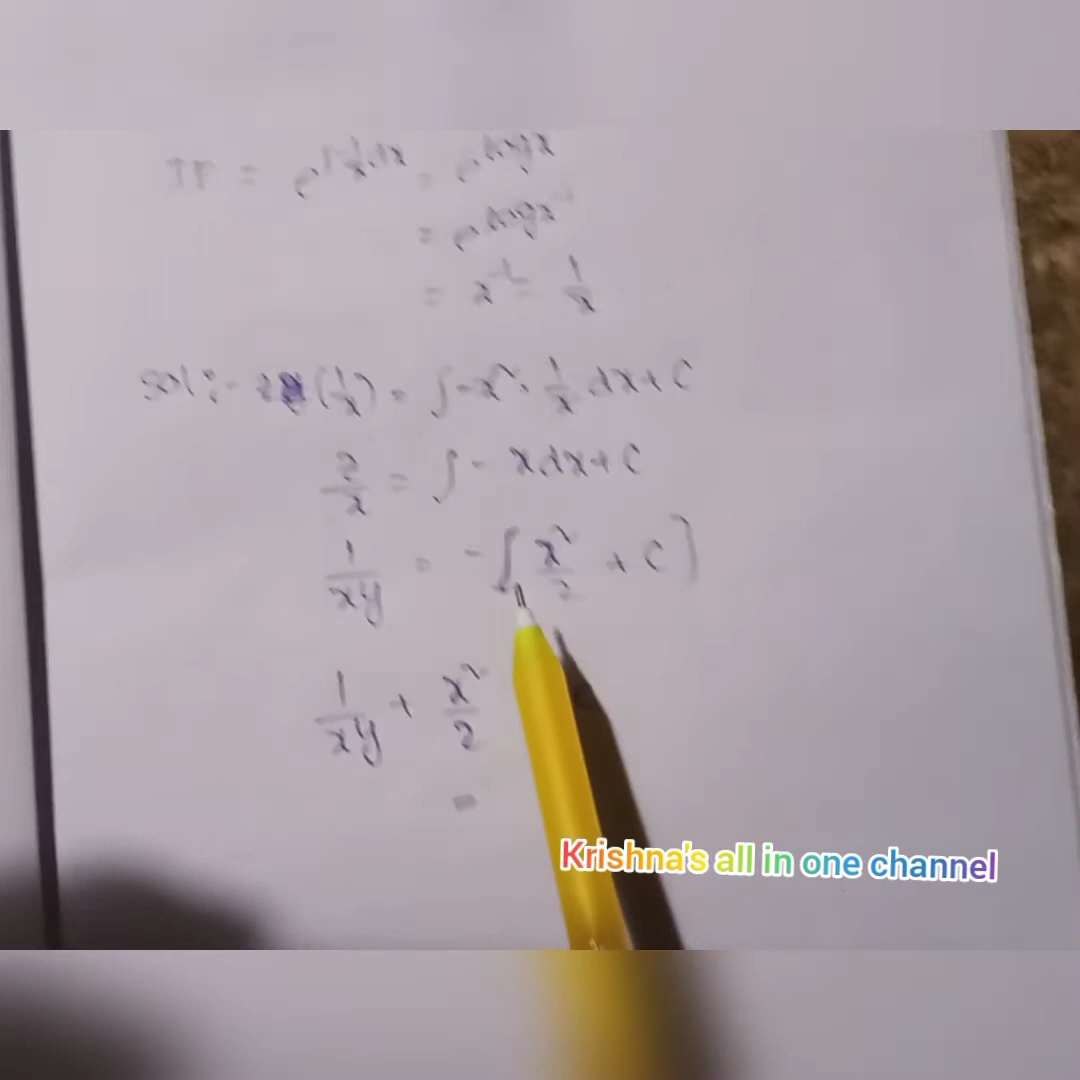 IF = e^∫-1/x.dx = e^-logx
= e^logx^-1
= x^-1 = 1/x
Sol:- z(1/x) = ∫-x². 1/x dx + C
z/x = ∫- x dx + C
1/xy = -[x²/2 + C]
1/xy + x²/2
=
Krishna's all in one channel